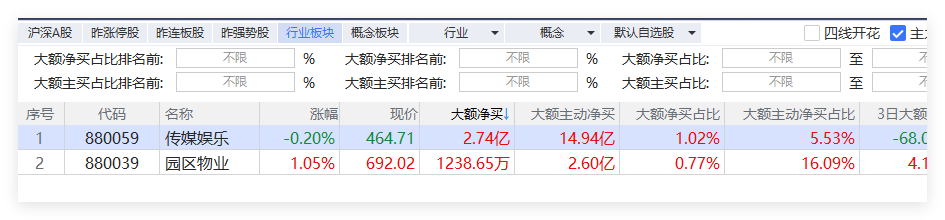 沪深A股 昨涨停股 昨连板股 昨强势股 行业板块 概念板块 行业 概念 默认自选股 四线开花
大额净买占比排名前: 不限 % 大额净买排名前: 不限 % 大额净买占比: 不限 至 不限
大额主买占比排名前: 不限 % 大额主买排名前: 不限 % 大额主买占比: 不限 至 不限
序号 代码 名称 涨幅 现价 大额净买↓ 大额主动净买 大额净买占比 大额主动净买占比 3日大额
1 880059 传媒娱乐 -0.20% 464.71 2.74亿 14.94亿 1.02% 5.53% -68.0
2 880039 园区物业 1.05% 692.02 1238.65万 2.60亿 0.77% 16.09% 4.1